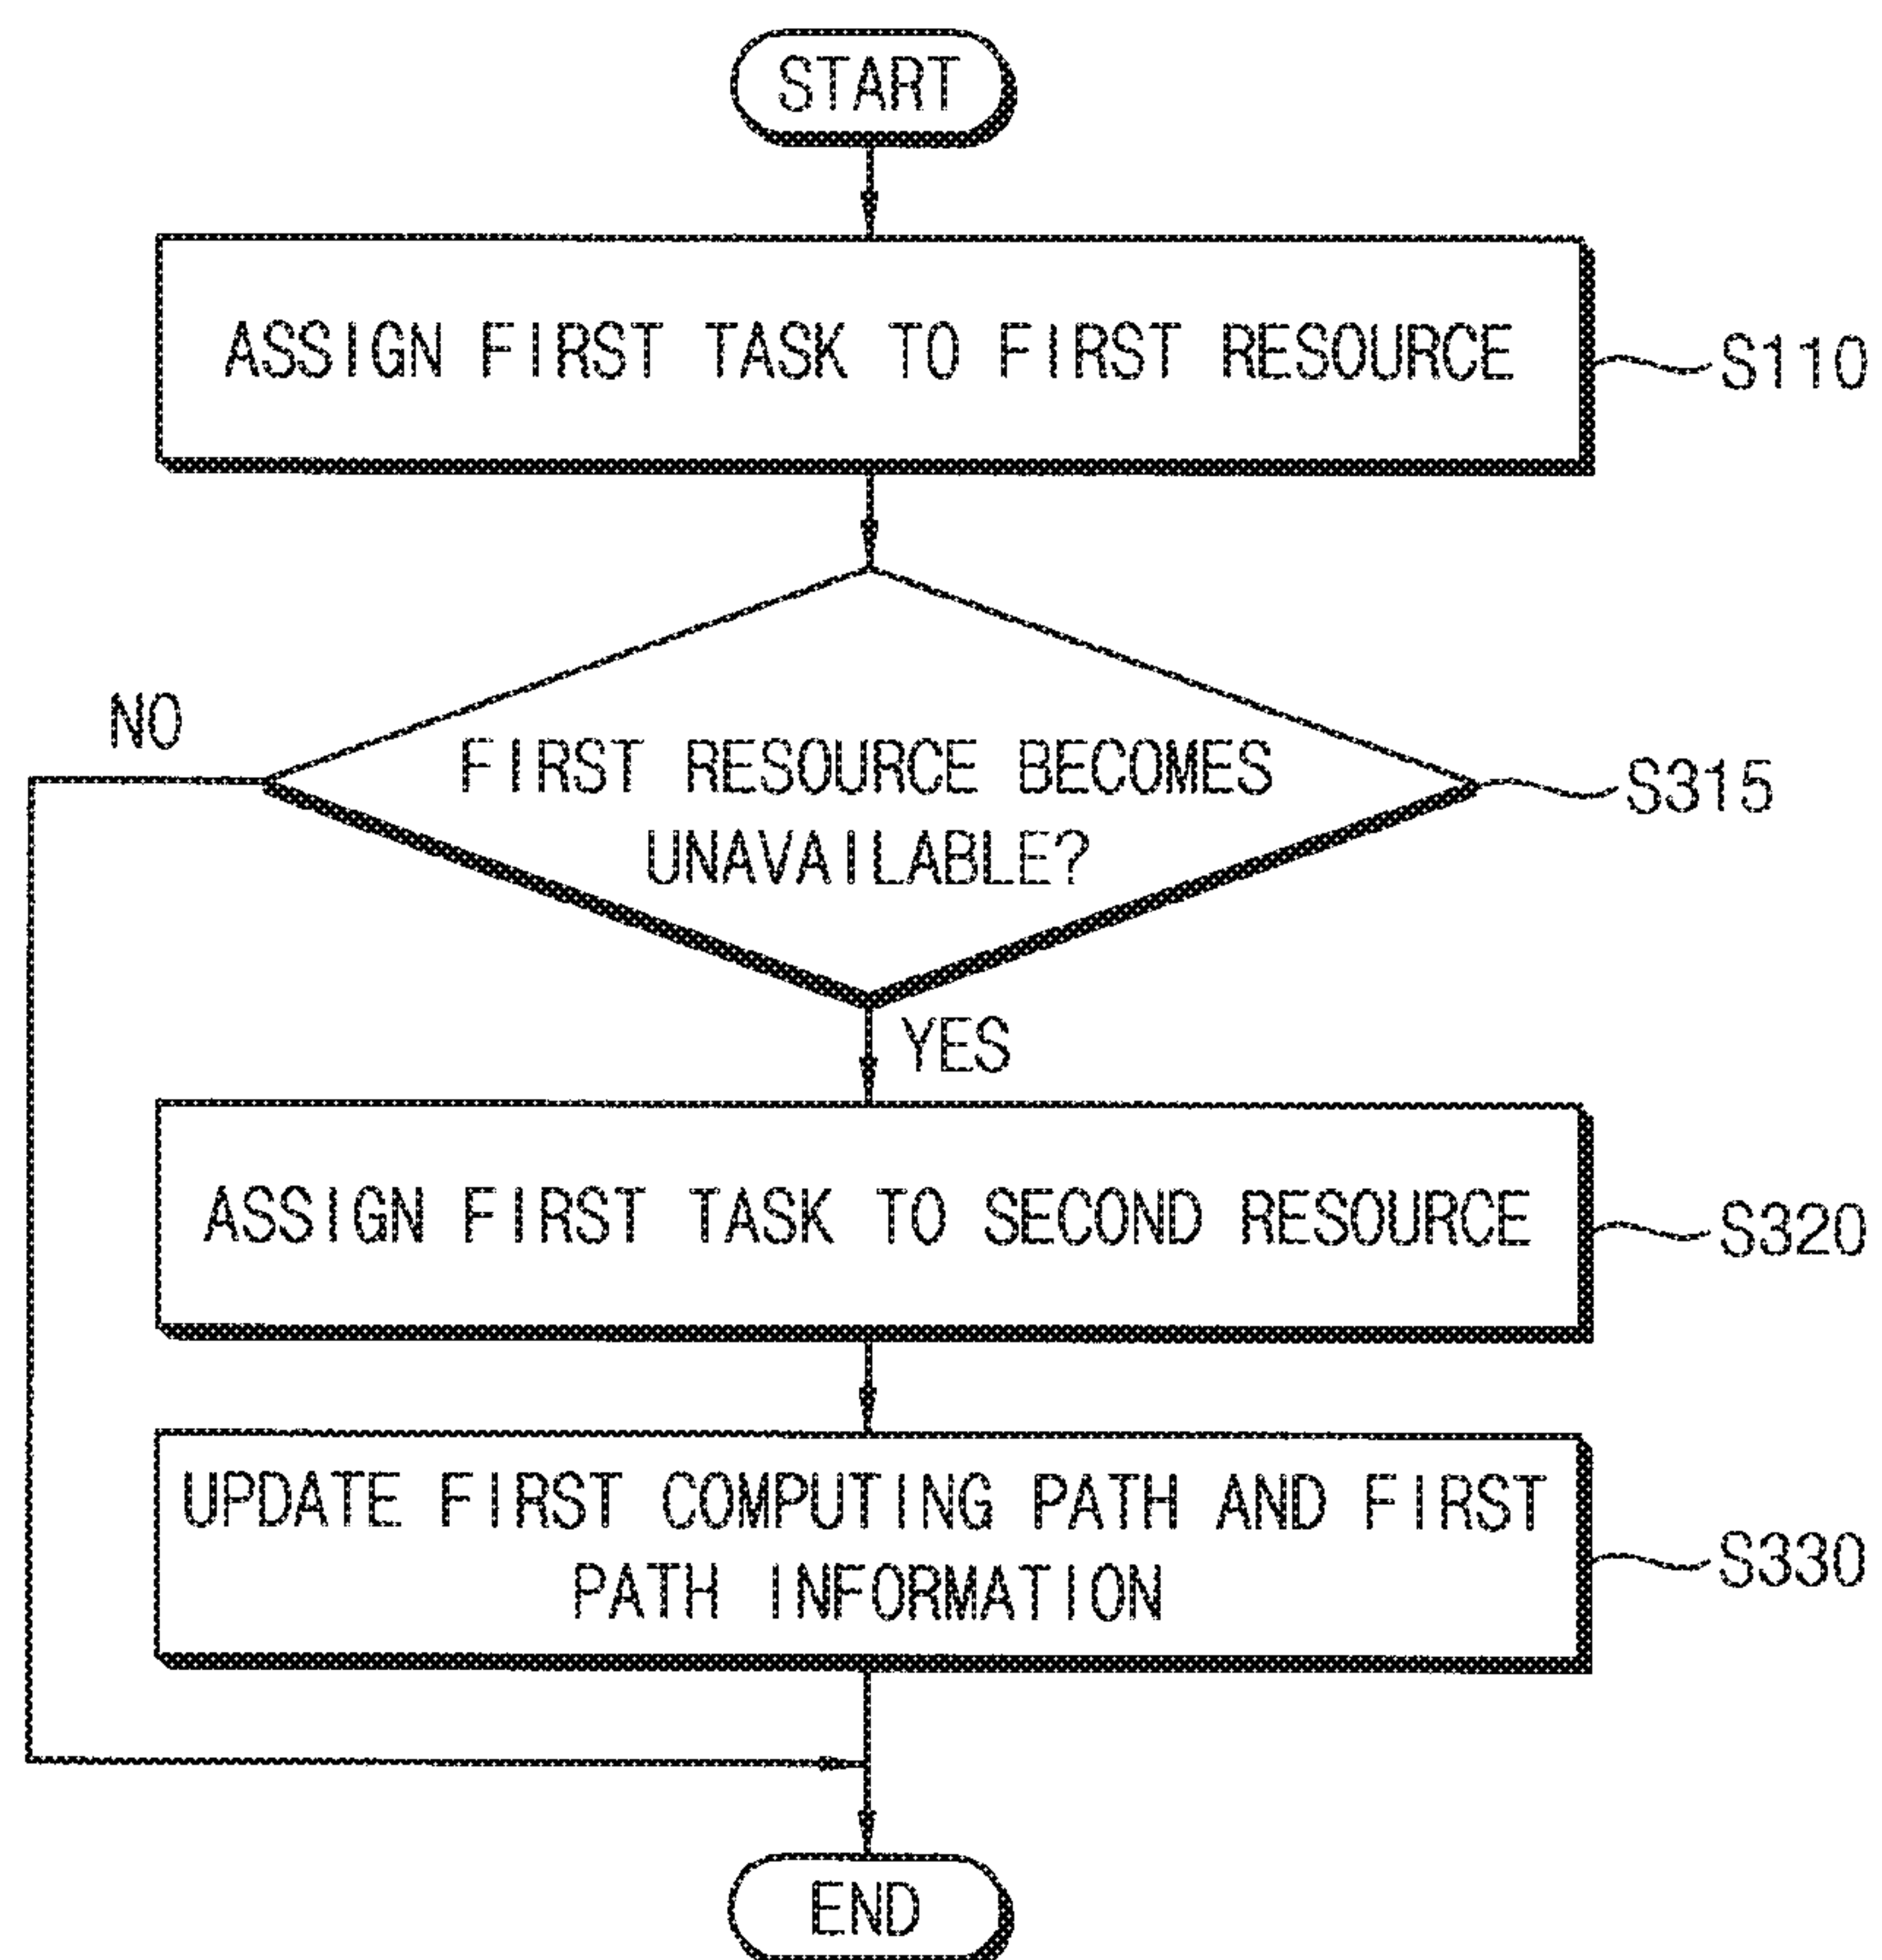 START
ASSIGN FIRST TASK TO FIRST RESOURCE
S110
NO
FIRST RESOURCE BECOMES
UNAVAILABLE?
S315
YES
ASSIGN FIRST TASK TO SECOND RESOURCE
S320
UPDATE FIRST COMPUTING PATH AND FIRST
PATH INFORMATION
S330
END